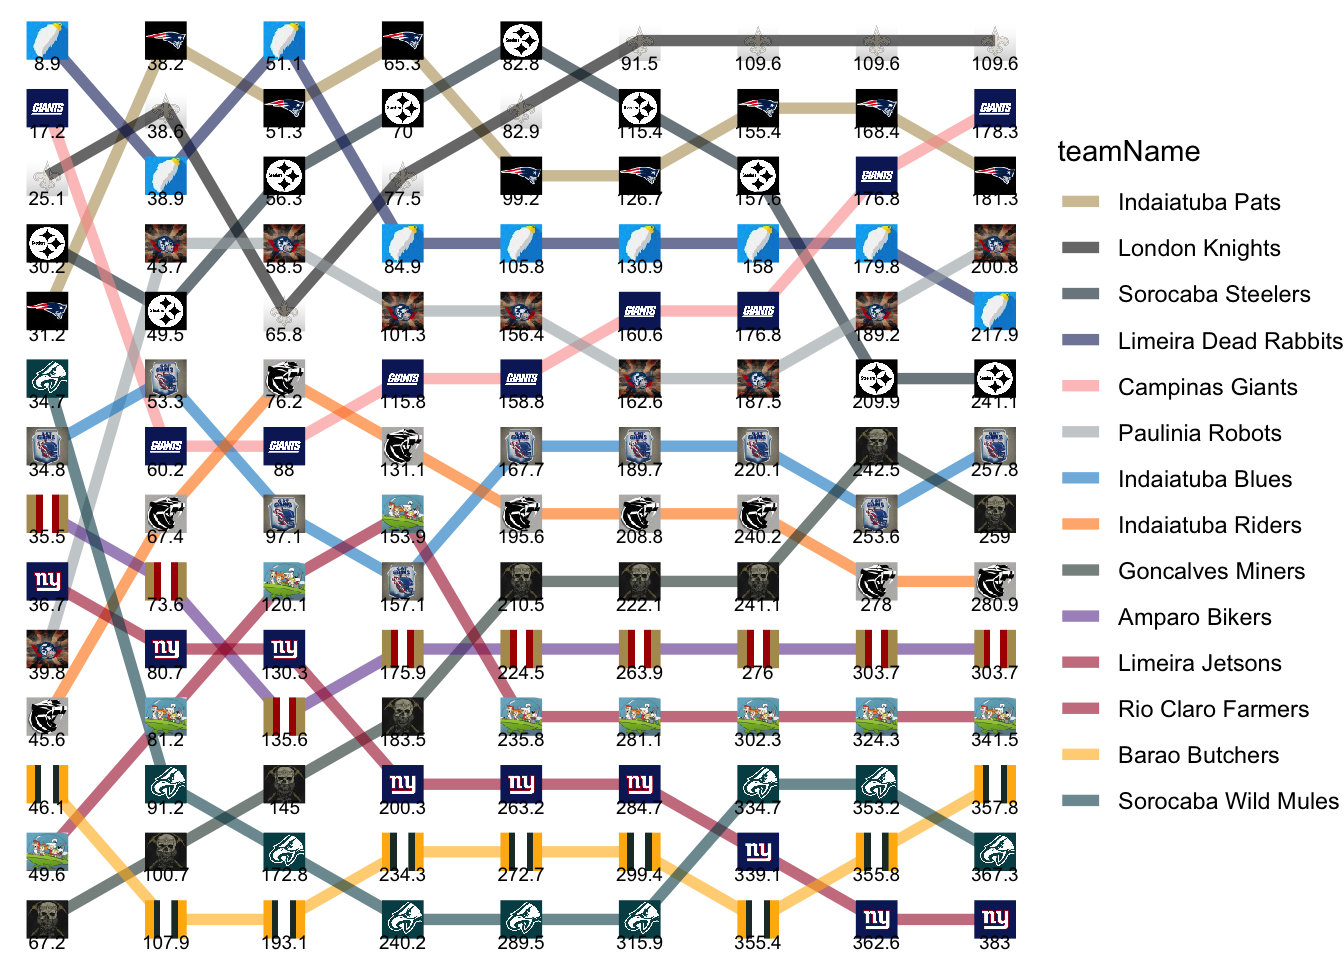 8.9 38.2 51.1 65.3 82.8 91.5 109.6 109.6 109.6
GIANTS Steelers GIANTS
17.2 38.6 51.3 70 82.9 115.4 155.4 168.4 178.3
teamName
25.1 38.9 56.3 77.5 99.2 126.7 157.6 176.8 181.3
Indaiatuba Pats
London Knights
30.2 43.7 58.5 84.9 105.8 130.9 158 179.8 200.8
Sorocaba Steelers
31.2 49.5 65.8 101.3 156.4 160.6 176.8 189.2 217.9
Limeira Dead Rabbits
Campinas Giants
34.7 53.3 76.2 115.8 158.8 162.6 187.5 209.9 241.1
Paulinia Robots
34.8 60.2 88 131.1 167.7 189.7 220.1 242.5 257.8
Indaiatuba Blues
Indaiatuba Riders
35.5 67.4 97.1 153.9 195.6 208.8 240.2 253.6 259
Goncalves Miners
36.7 73.6 120.1 157.1 210.5 222.1 241.1 278 280.9
Amparo Bikers
Limeira Jetsons
39.8 80.7 130.3 175.9 224.5 263.9 276 303.7 303.7
Rio Claro Farmers
45.6 81.2 135.6 183.5 235.8 281.1 302.3 324.3 341.5
Barao Butchers
Sorocaba Wild Mules
46.1 91.2 145 200.3 263.2 284.7 334.7 353.2 357.8
49.6 100.7 172.8 234.3 272.7 299.4 339.1 355.8 367.3
67.2 107.9 193.1 240.2 289.5 315.9 355.4 362.6 383